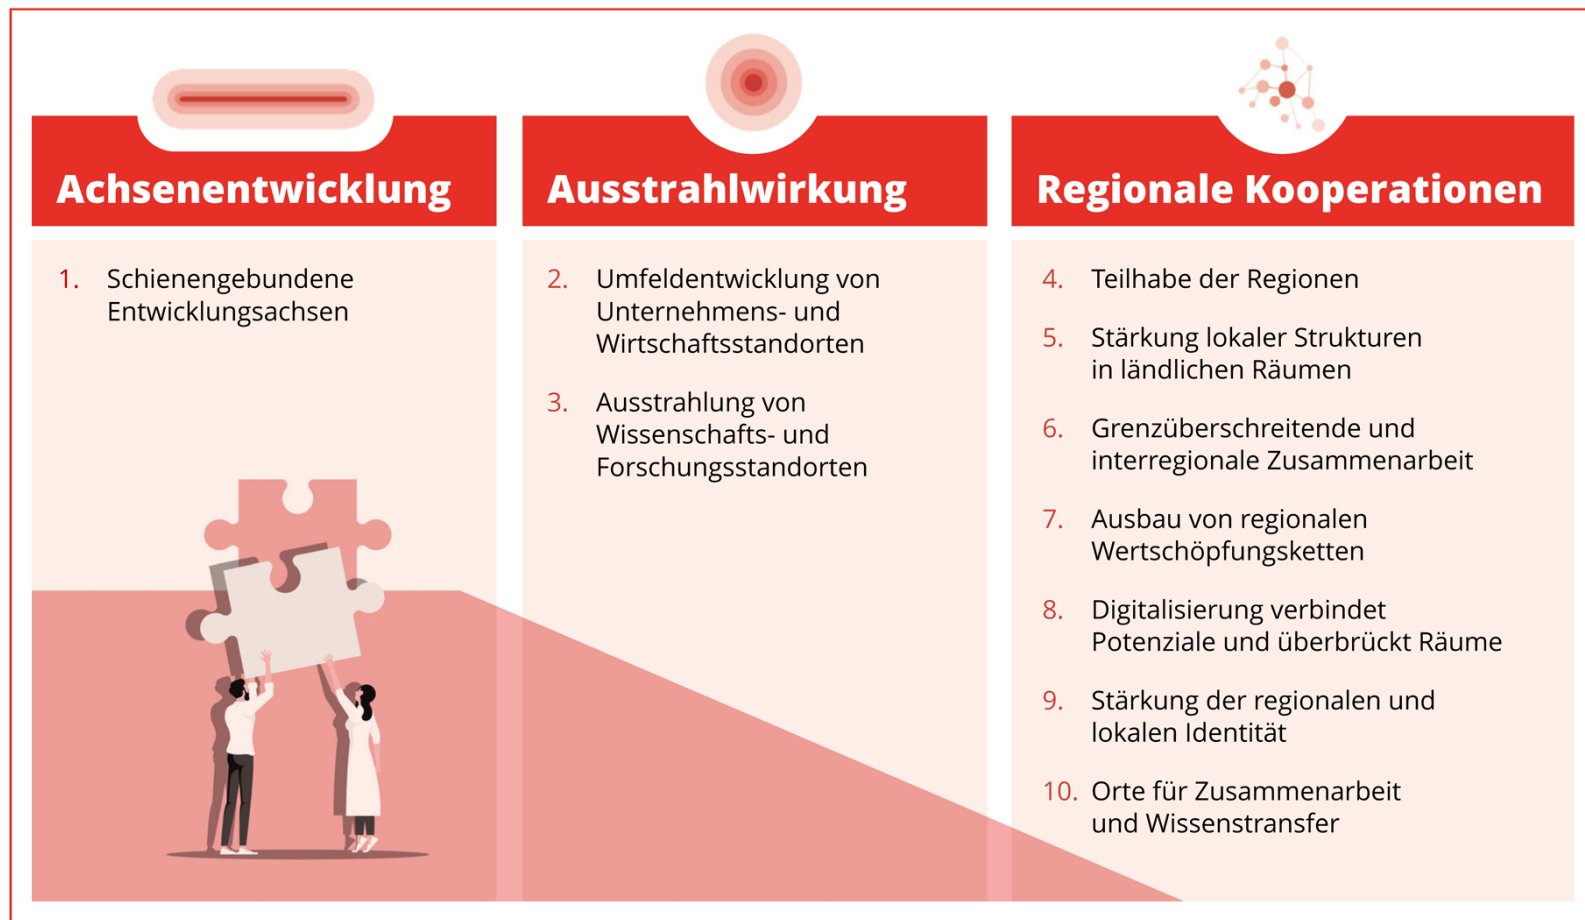 Achsenentwicklung
1. Schienengebundene
Entwicklungsachsen
Ausstrahlwirkung
2. Umfeldentwicklung von
Unternehmens- und
Wirtschaftsstandorten
3. Ausstrahlung von
Wissenschafts- und
Forschungsstandorten
Regionale Kooperationen
4. Teilhabe der Regionen
5. Stärkung lokaler Strukturen
in ländlichen Räumen
6. Grenzüberschreitende und
interregionale Zusammenarbeit
7. Ausbau von regionalen
Wertschöpfungsketten
8. Digitalisierung verbindet
Potenziale und überbrückt Räume
9. Stärkung der regionalen und
lokalen Identität
10. Orte für Zusammenarbeit
und Wissenstransfer